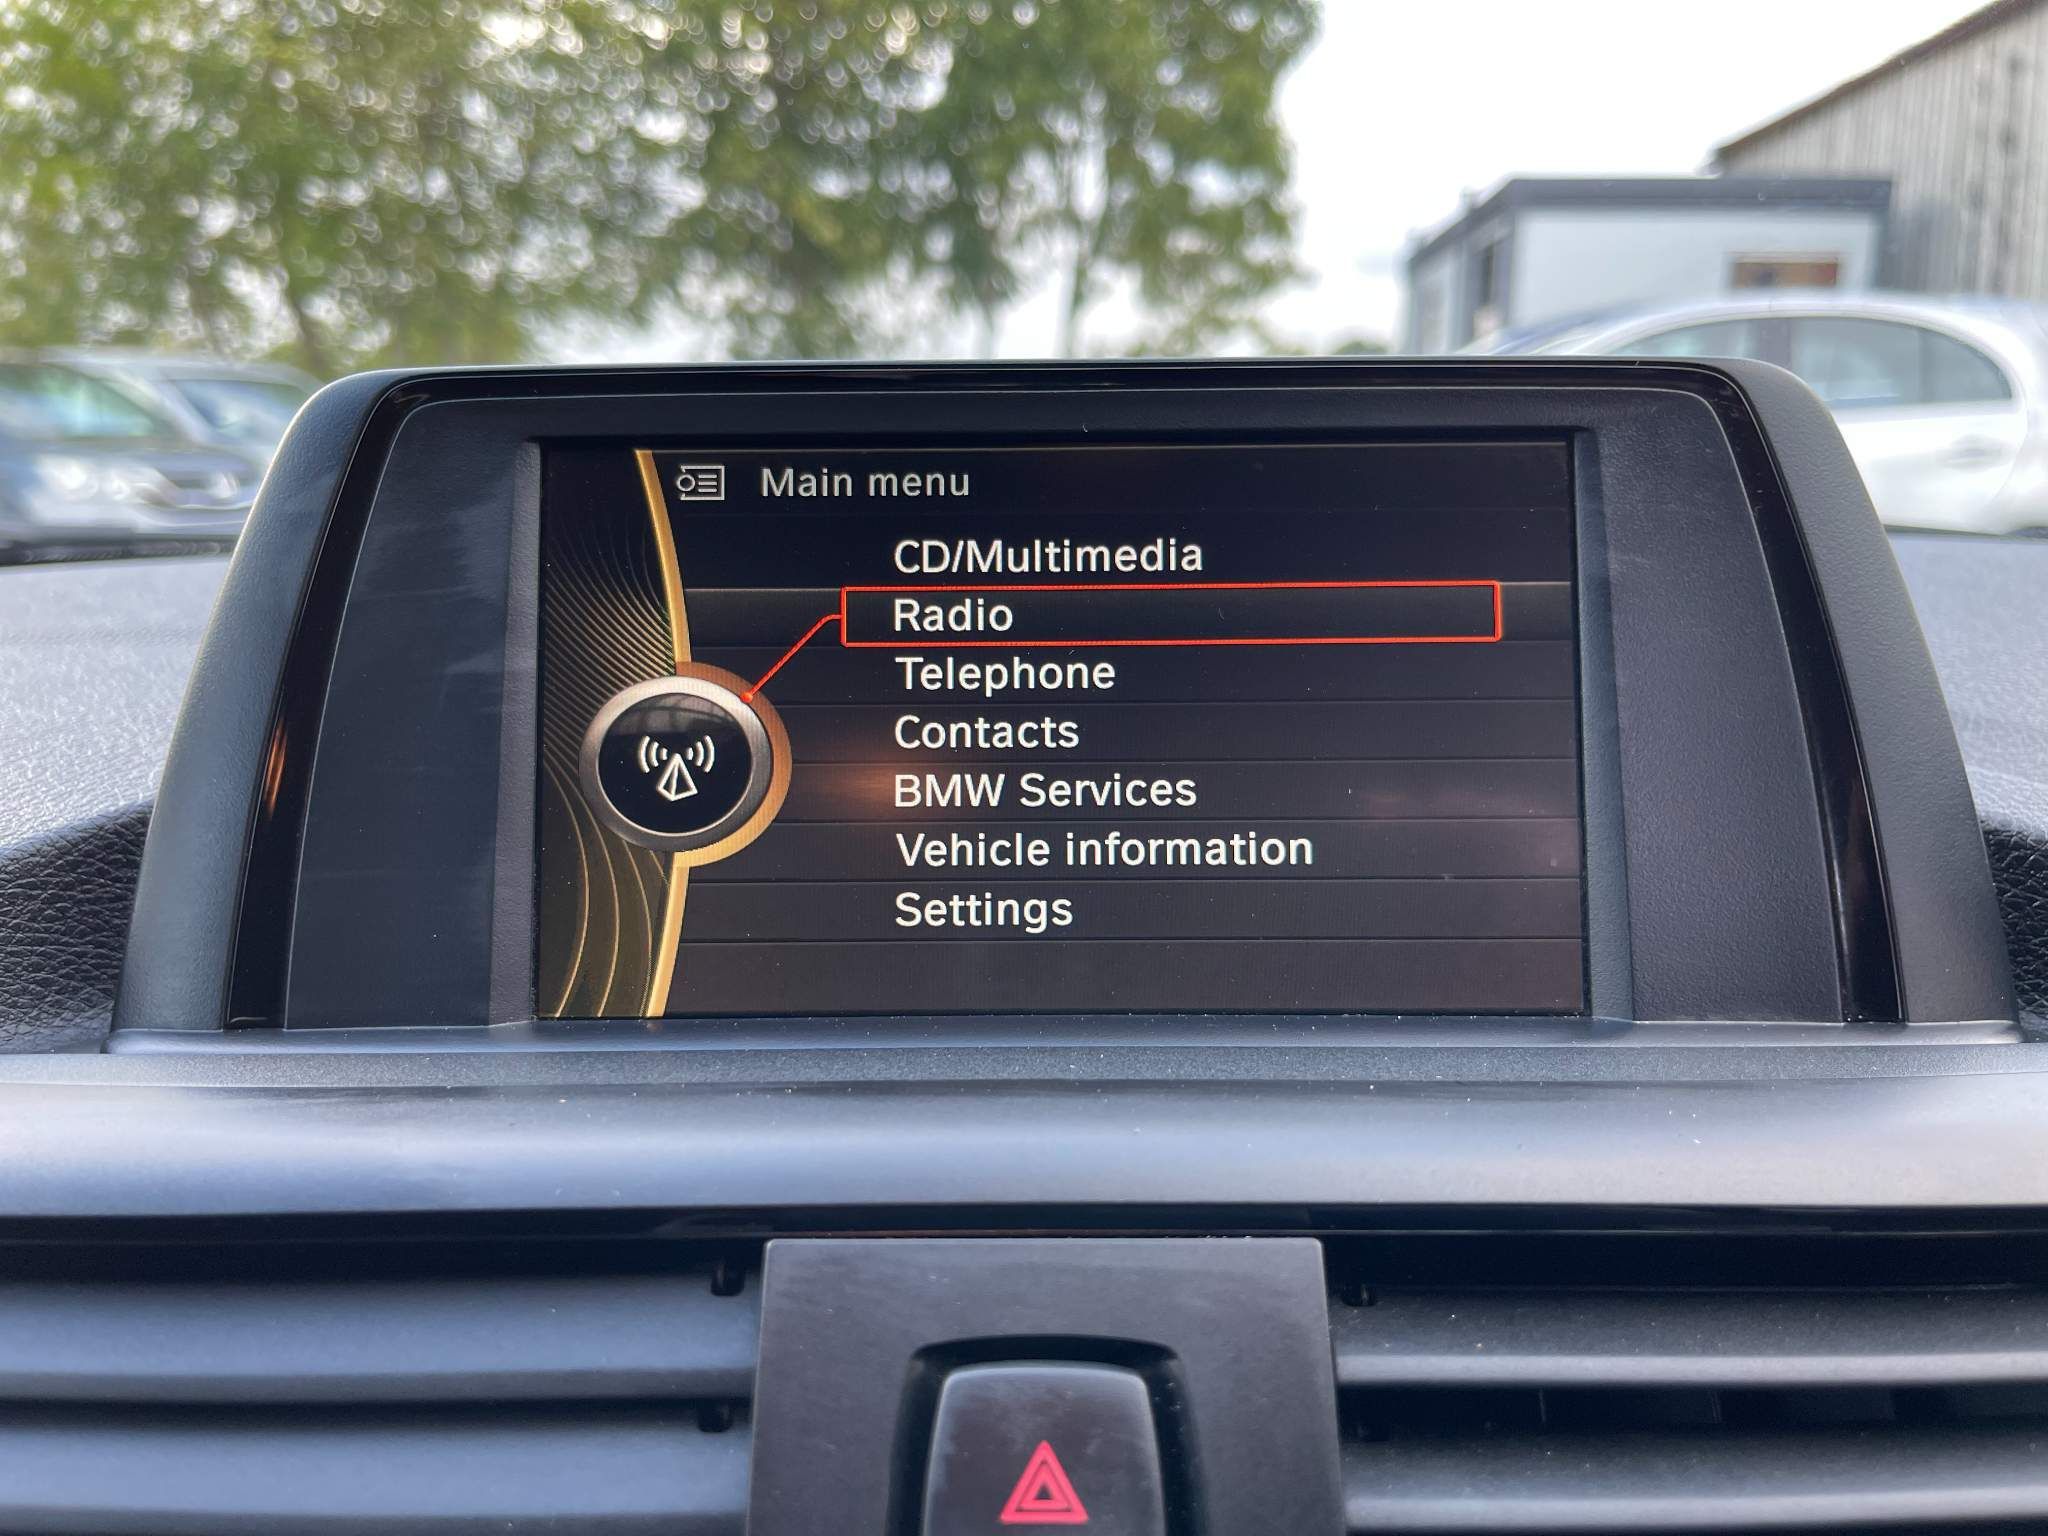 Main menu
CD/Multimedia
Radio
Telephone
Contacts
BMW Services
Vehicle information
Settings